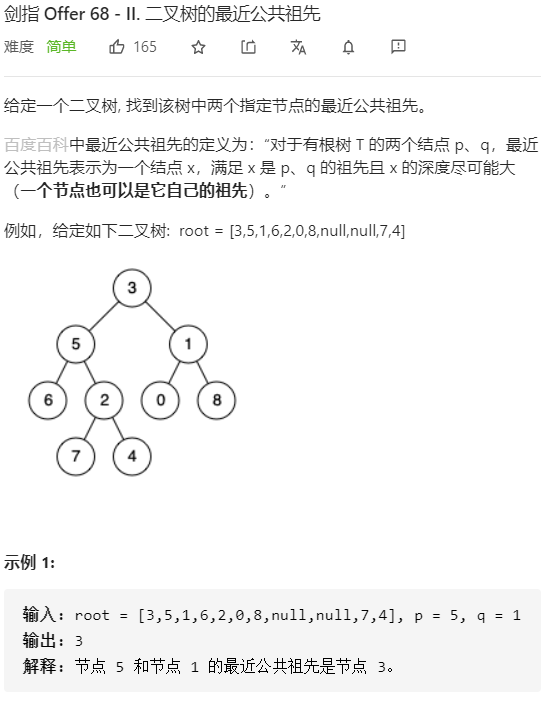 剑指 Offer 68 - II. 二叉树的最近公共祖先
难度 简单 165
给定一个二叉树, 找到该树中两个指定节点的最近公共祖先。
百度百科中最近公共祖先的定义为：“对于有根树 T 的两个结点 p、q，最近
公共祖先表示为一个结点 x，满足 x 是 p、q 的祖先且 x 的深度尽可能大
（一个节点也可以是它自己的祖先）。”
例如，给定如下二叉树: root = [3,5,1,6,2,0,8,null,null,7,4]
3
5 1
6 2 0 8
7 4
示例 1:
输入: root = [3,5,1,6,2,0,8,null,null,7,4], p = 5, q = 1
输出: 3
解释: 节点 5 和节点 1 的最近公共祖先是节点 3。